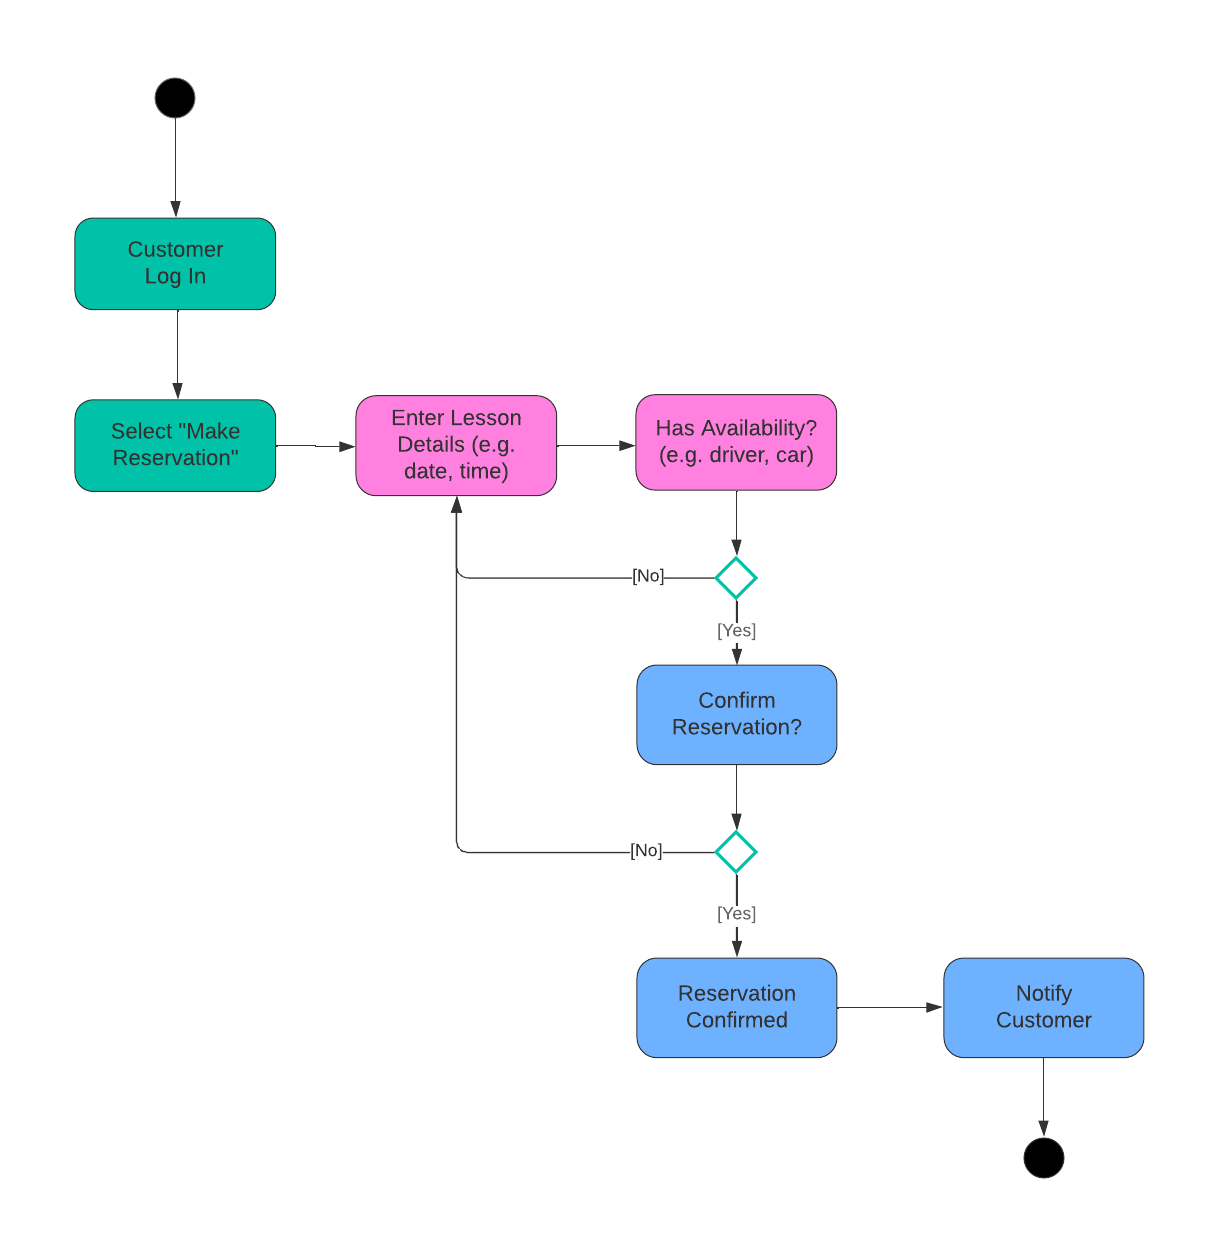 Customer
Log In
Select "Make
Reservation"
Enter Lesson
Details (e.g.
date, time)
Has Availability?
(e.g. driver, car)
[No]
[Yes]
Confirm
Reservation?
[No]
[Yes]
Reservation
Confirmed
Notify
Customer